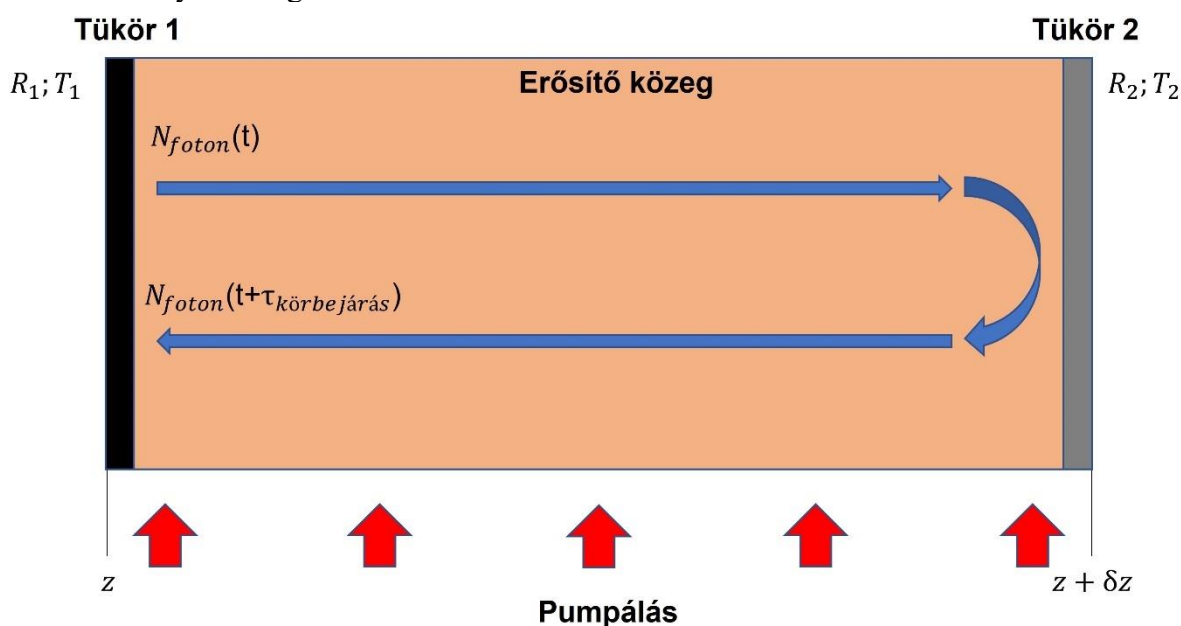 Tükör 1 Tükör 2
R₁; T₁ Erősítő közeg R₂; T₂
N_foton(t)
N_foton(t+τ_körbejárás)
z z + δz
Pumpálás